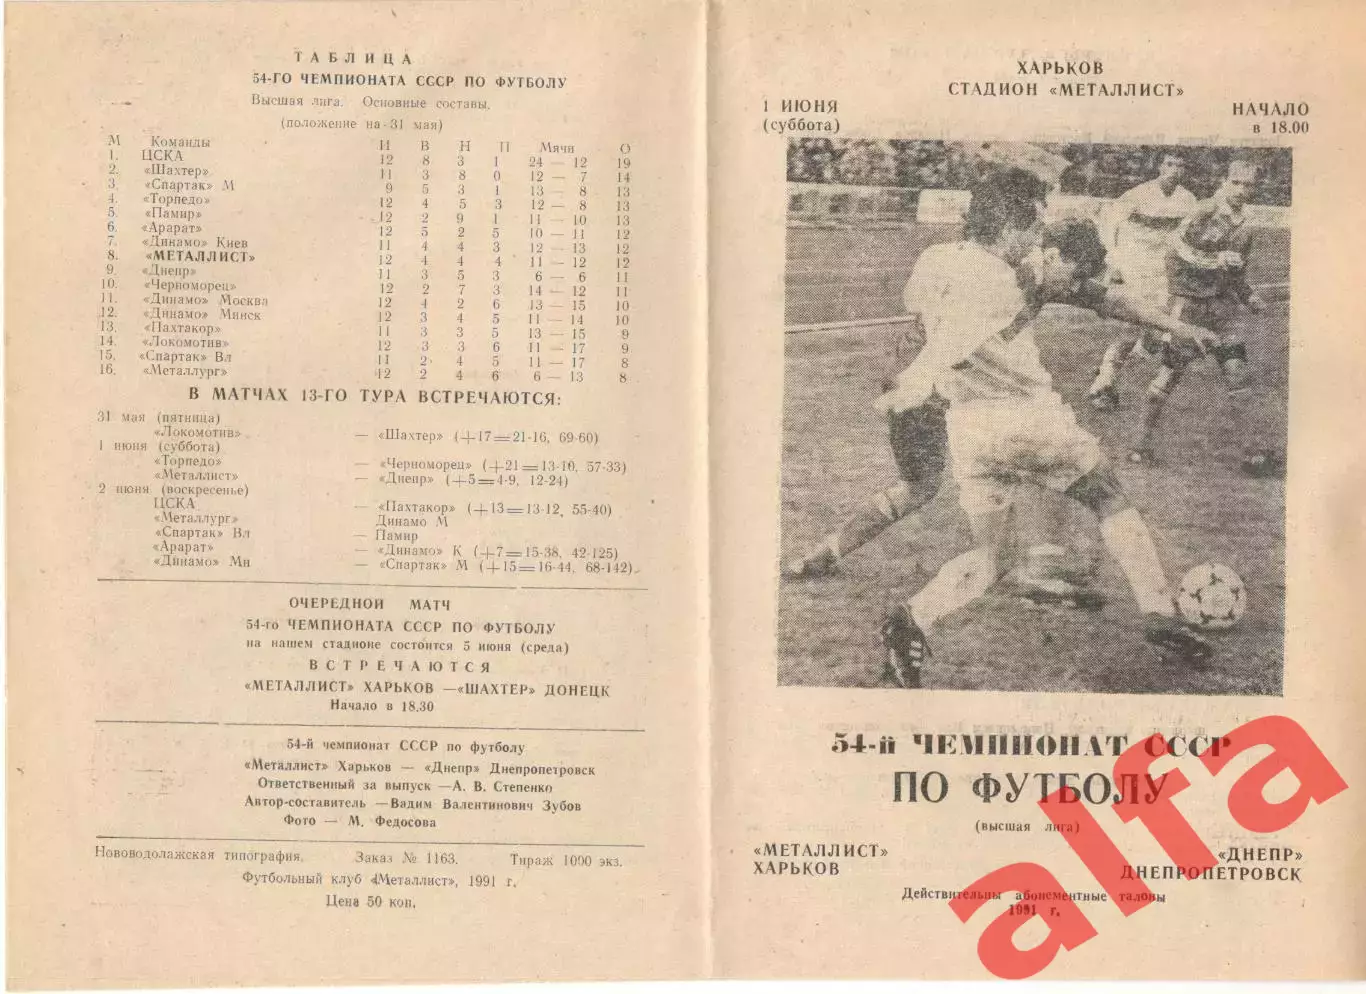 ТАБЛИЦА
54-ГО ЧЕМПИОНАТА СССР ПО ФУТБОЛУ
Высшая лига. Основные составы.
(положение на 31 мая)
М Команды И В Н П Мячи О
1. ЦСКА 12 8 3 1 24 — 12 19
2. «Шахтер» 11 3 8 0 12 — 7 14
3. «Спартак» М 9 5 3 1 13 — 8 13
4. «Торпедо» 12 4 5 3 12 — 8 13
5. «Памир» 12 2 9 1 11 — 10 13
6. «Арарат» 12 5 2 5 10 — 11 12
7. «Динамо» Киев 11 4 4 3 12 — 13 12
8. «МЕТАЛЛИСТ» 12 4 4 4 11 — 12 12
9. «Днепр» 11 3 5 3 6 — 6 11
10. «Черноморец» 12 2 7 3 14 — 12 11
11. «Динамо» Москва 12 4 2 6 13 — 15 10
12. «Динамо» Минск 12 3 4 5 11 — 14 10
13. «Пахтакор» 11 3 3 5 13 — 15 9
14. «Локомотив» 12 3 3 6 11 — 17 9
15. «Спартак» Вл 11 2 4 5 11 — 17 8
16. «Металлург» 12 2 4 6 6 — 13 8
В МАТЧАХ 13-ГО ТУРА ВСТРЕЧАЮТСЯ:
31 мая (пятница)
«Локомотив» — «Шахтер» (+17=21-16, 69-60)
1 июня (суббота)
«Торпедо» — «Черноморец» (+21=13-10, 57-33)
«Металлист» — «Днепр» (+5=4-9, 12-24)
2 июня (воскресенье)
ЦСКА — «Пахтакор» (+13=13-12, 55-40)
«Металлург» Динамо М
«Спартак» Вл — Памир
«Арарат» — «Динамо» К (+7=15-38, 42-125)
«Динамо» Мн — «Спартак» М (+15=16-44, 68-142).
ОЧЕРЕДНОЙ МАТЧ
54-го ЧЕМПИОНАТА СССР ПО ФУТБОЛУ
на нашем стадионе состоится 5 июня (среда)
ВСТРЕЧАЮТСЯ
«МЕТАЛЛИСТ» ХАРЬКОВ —«ШАХТЕР» ДОНЕЦК
Начало в 18.30
54-й чемпионат СССР по футболу
«Металлист» Харьков — «Днепр» Днепропетровск
Ответственный за выпуск —А. В. Степенко
Автор-составитель —Вадим Валентинович Зубов
Фото — М. Федосова
Нововодолажская типография. Заказ № 1163. Тираж 1000 экз.
Футбольный клуб «Металлист», 1991 г.
Цена 50 коп.
ХАРЬКОВ
СТАДИОН «МЕТАЛЛИСТ»
1 ИЮНЯ
(суббота)
НАЧАЛО
в 18.00
54-й ЧЕМПИОНАТ СССР
ПО ФУТБОЛУ
(высшая лига)
«МЕТАЛЛИСТ»
ХАРЬКОВ
«ДНЕПР»
ДНЕПРОПЕТРОВСК
Действительны абонементные талоны
1991 г.
alfa